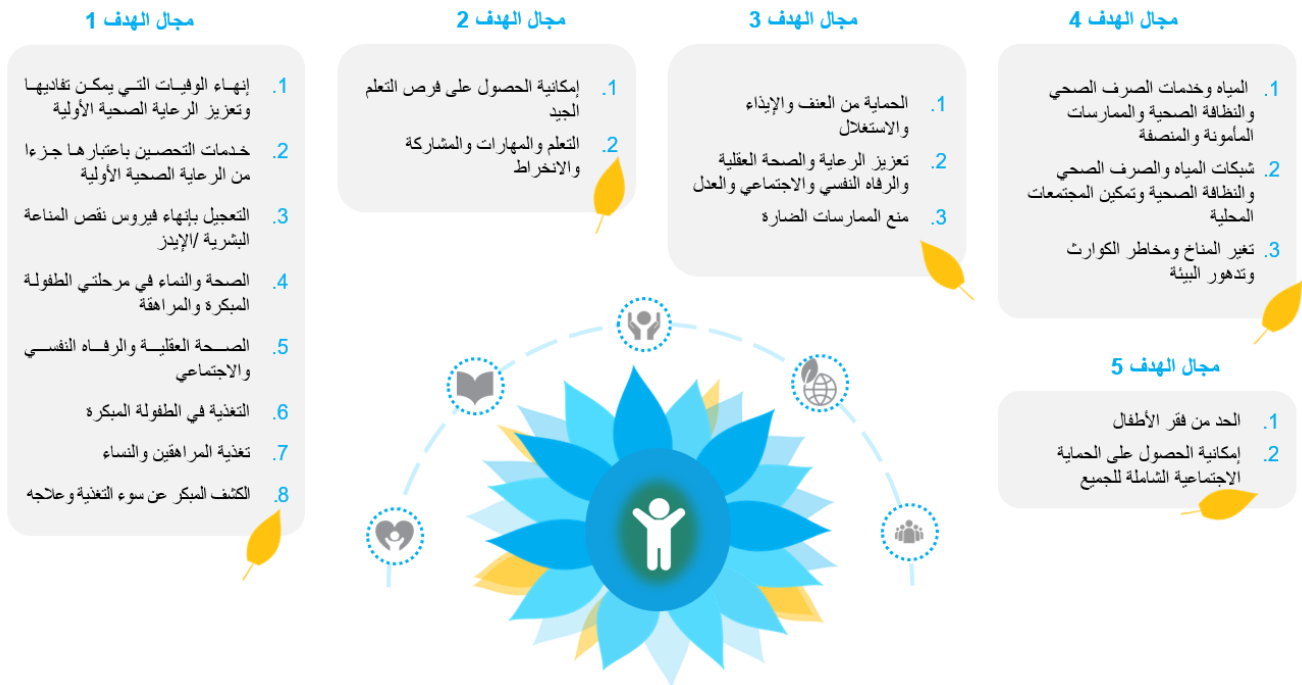 مجال الهدف 1
1. إنهاء الوفيات التي يمكن تفاديها
وتعزيز الرعاية الصحية الأولية
2. خدمات التحصين باعتبارها جزءا
من الرعاية الصحية الأولية
3. التعجيل بإنهاء فيروس نقص المناعة
البشرية /الإيدز
4. الصحة والنماء في مرحلتي الطفولة
المبكرة والمراهقة
5. الصحة العقلية والرفاه النفسي
والاجتماعي
6. التغذية في الطفولة المبكرة
7. تغذية المراهقين والنساء
8. الكشف المبكر عن سوء التغذية وعلاجه
مجال الهدف 2
1. إمكانية الحصول على فرص التعلم
الجيد
2. التعلم والمهارات والمشاركة
والانخراط
مجال الهدف 3
1. الحماية من العنف والإيذاء
والاستغلال
2. تعزيز الرعاية والصحة العقلية
والرفاه النفسي والاجتماعي والعدل
3. منع الممارسات الضارة
مجال الهدف 4
1. المياه وخدمات الصرف الصحي
والنظافة الصحية والممارسات
المأمونة والمنصفة
2. شبكات المياه والصرف الصحي
والنظافة الصحية وتمكين المجتمعات
المحلية
3. تغير المناخ ومخاطر الكوارث
وتدهور البيئة
مجال الهدف 5
1. الحد من فقر الأطفال
2. إمكانية الحصول على الحماية
الاجتماعية الشاملة للجميع